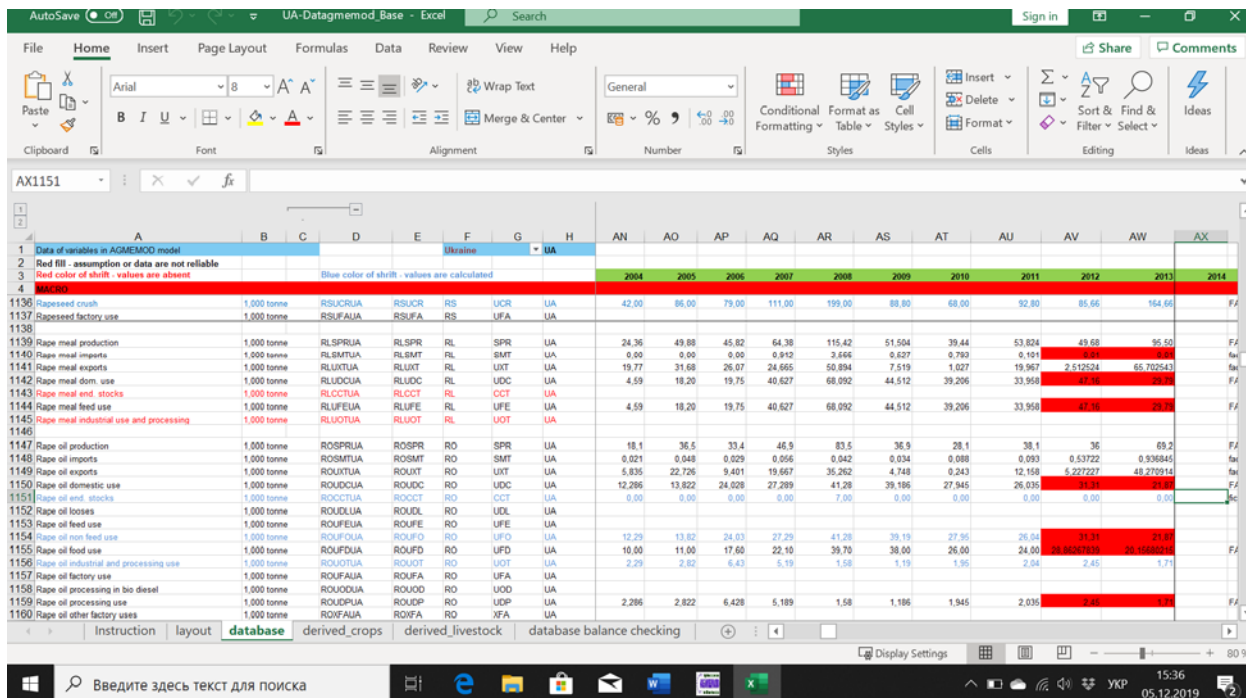 AutoSave Off UA-Datagmemod_Base - Excel Search Sign in
File Home Insert Page Layout Formulas Data Review View Help Share Comments
Paste Arial 8 Wrap Text General Conditional Formatting Format as Table Cell Styles Insert Delete Format Sort & Filter Find & Select Ideas
B I U Merge & Center
Clipboard Font Alignment Number Styles Cells Editing Ideas
AX1151 fx
1
2
A B C D E F G H AN AO AP AQ AR AS AT AU AV AW AX
1 Data of variables in AGMEMOD model Ukraine UA
2 Red fill - assumption or data are not reliable
3 Red color of shrift - values are absent Blue color of shrift - values are calculated 2004 2005 2006 2007 2008 2009 2010 2011 2012 2013 2014
4 MACRO
1136 Rapeseed crush 1,000 tonne RSUCRUA RSUCR RS UCR UA 42,00 86,00 79,00 111,00 199,00 88,80 68,00 92,80 85,66 164,66
1137 Rapeseed factory use 1,000 tonne RSUFAUA RSUFA RS UFA UA
1138
1139 Rape meal production 1,000 tonne RLSPRUA RLSPR RL SPR UA 24,36 49,88 45,82 64,38 115,42 51,504 39,44 53,824 49,68 95,50
1140 Rape meal imports 1,000 tonne RLSMTUA RLSMT RL SMT UA 0,00 0,00 0,00 0,912 3,566 0,527 0,793 0,101 0,01 0,01
1141 Rape meal exports 1,000 tonne RLUXTUA RLUXT RL UXT UA 19,77 31,68 26,07 24,665 50,894 7,519 1,027 19,967 2,512524 65,702543
1142 Rape meal dom. use 1,000 tonne RLUDCUA RLUDC RL UDC UA 4,59 18,20 19,75 40,627 68,092 44,512 39,206 33,958 47,16 29,79
1143 Rape meal end. stocks 1,000 tonne RLCCTUA RLCCT RL CCT UA
1144 Rape meal feed use 1,000 tonne RLUFEUA RLUFE RL UFE UA 4,59 18,20 19,75 40,627 68,092 44,512 39,206 33,958 47,16 29,79
1145 Rape meal industrial use and processing 1,000 tonne RLUOTUA RLUOT RL UOT UA
1146
1147 Rape oil production 1,000 tonne ROSPRUA ROSPR RO SPR UA 18,1 36,5 33,4 46,9 83,5 36,9 28,1 38,1 36 69,2
1148 Rape oil imports 1,000 tonne ROSMTUA ROSMT RO SMT UA 0,021 0,048 0,029 0,056 0,042 0,034 0,088 0,093 0,53722 0,936845
1149 Rape oil exports 1,000 tonne ROUXTUA ROUXT RO UXT UA 5,835 22,726 9,401 19,667 35,262 4,748 0,243 12,158 5,227227 48,270914
1150 Rape oil domestic use 1,000 tonne ROUDCUA ROUDC RO UDC UA 12,286 13,822 24,028 27,289 41,28 39,186 27,945 26,035 31,31 21,87
1151 Rape oil end. stocks 1,000 tonne ROCCTUA ROCCT RO CCT UA 0,00 0,00 0,00 0,00 7,00 0,00 0,00 0,00 0,00 0,00
1152 Rape oil looses 1,000 tonne ROUDLUA ROUDL RO UDL UA
1153 Rape oil feed use 1,000 tonne ROUFEUA ROUFE RO UFE UA
1154 Rape oil non feed use 1,000 tonne ROUFOUA ROUFO RO UFO UA 12,29 13,82 24,03 27,29 41,28 39,19 27,95 26,04 31,31 21,87
1155 Rape oil food use 1,000 tonne ROUFDUA ROUFD RO UFD UA 10,00 11,00 17,60 22,10 39,70 38,00 26,00 24,00
1156 Rape oil industrial and processing use 1,000 tonne ROUOTUA ROUOT RO UOT UA 2,29 2,82 6,43 5,19 1,58 1,19 1,95 2,04 2,45 1,71
1157 Rape oil factory use 1,000 tonne ROUFAUA ROUFA RO UFA UA
1158 Rape oil processing in bio diesel 1,000 tonne ROUODUA ROUOD RO UOD UA
1159 Rape oil processing use 1,000 tonne ROUDPUA ROUDP RO UDP UA 2,286 2,822 6,428 5,189 1,58 1,186 1,945 2,035 2,45 1,71
1160 Rape oil other factory uses 1,000 tonne ROXFAUA ROXFA RO XFA UA
Instruction layout database derived_crops derived_livestock database balance checking
Display Settings 80 %
Введите здесь текст для поиска УКР 15:36
05.12.2019